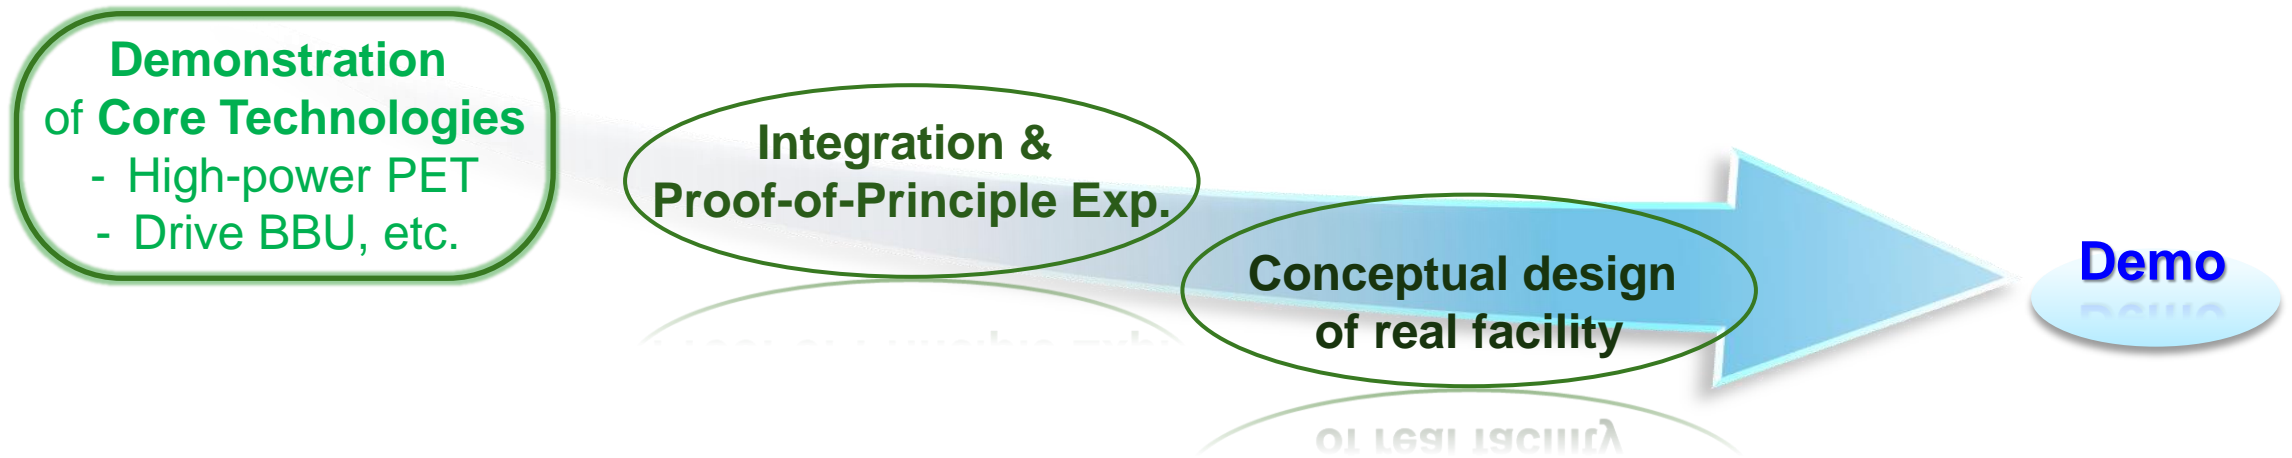 Demonstration
of Core Technologies
- High-power PET
- Drive BBU, etc.
Integration &
Proof-of-Principle Exp.
Conceptual design
of real facility
Demo